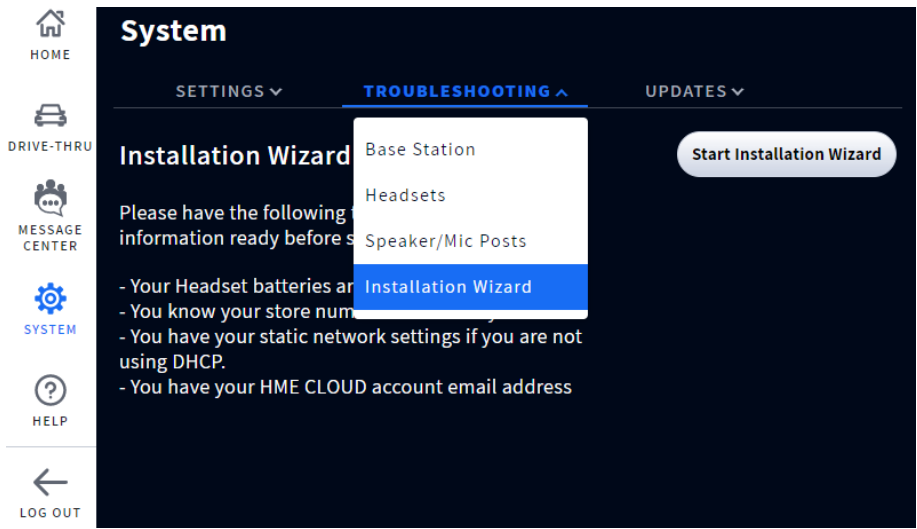 HOME
DRIVE-THRU
MESSAGE
CENTER
SYSTEM
HELP
LOG OUT
System
SETTINGS
TROUBLESHOOTING
UPDATES
Base Station
Headsets
Speaker/Mic Posts
Installation Wizard
Installation Wizard
Start Installation Wizard
Please have the following
information ready before
- Your Headset batteries
- You know your store
- You have your static network settings if you are not
using DHCP.
- You have your HME CLOUD account email address